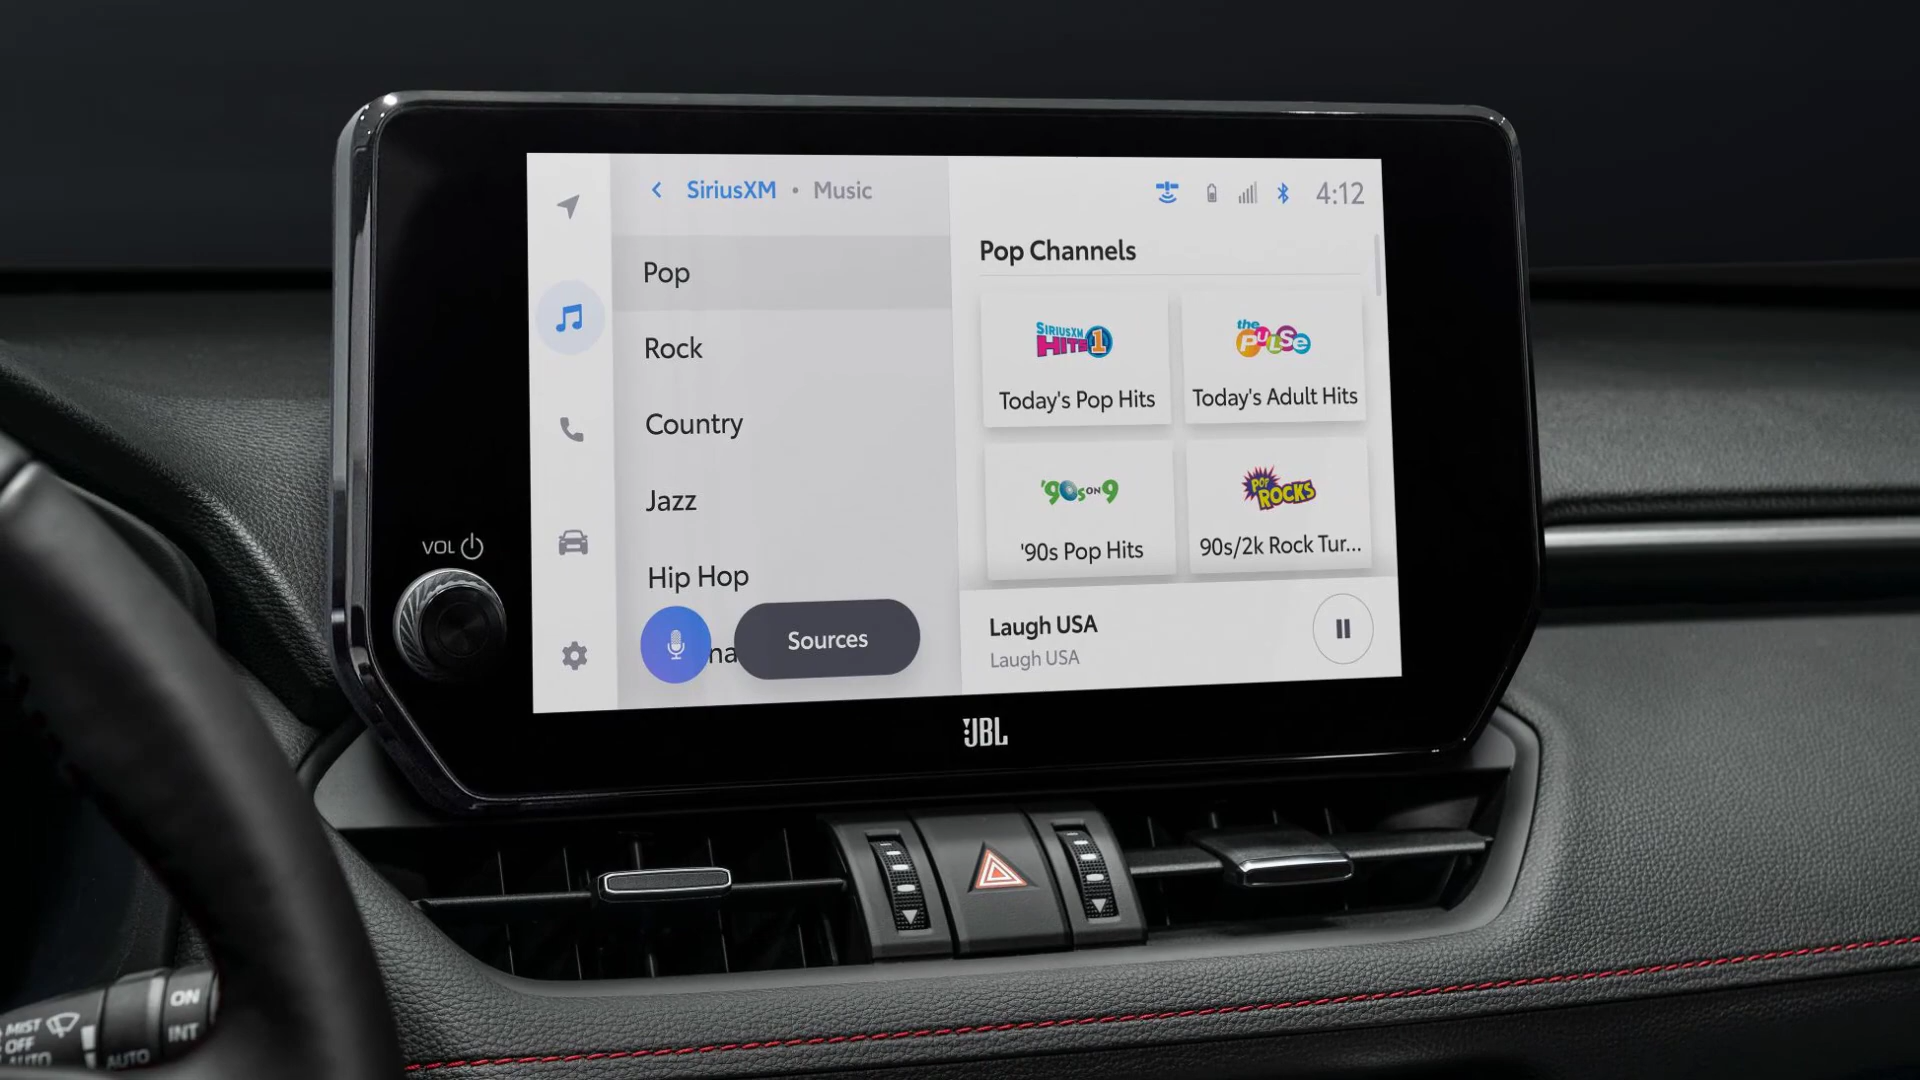 SiriusXM • Music
4:12
Pop
Rock
Country
Jazz
Hip Hop
Sources
Pop Channels
SIRIUSXM
HITS 1
Today's Pop Hits
the
PULSE
Today's Adult Hits
'90s ON 9
'90s Pop Hits
POP
ROCKS
90s/2k Rock Tur...
Laugh USA
Laugh USA
VOL
JBL
ON
INT
AUTO
MIST
OFF
AUTO